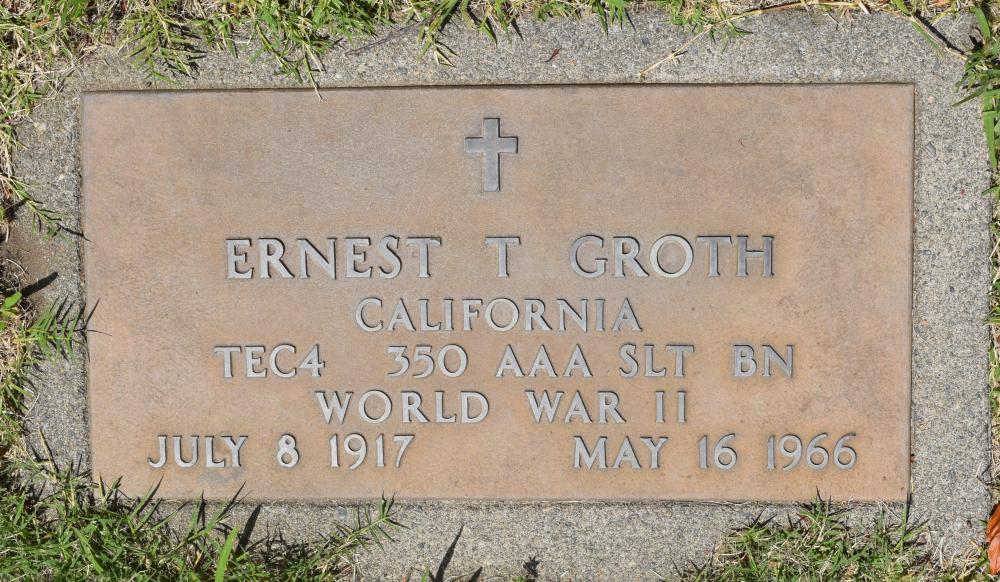 ERNEST T GROTH
CALIFORNIA
TEC4 350 AAA SLT BN
WORLD WAR II
JULY 8 1917 MAY 16 1966